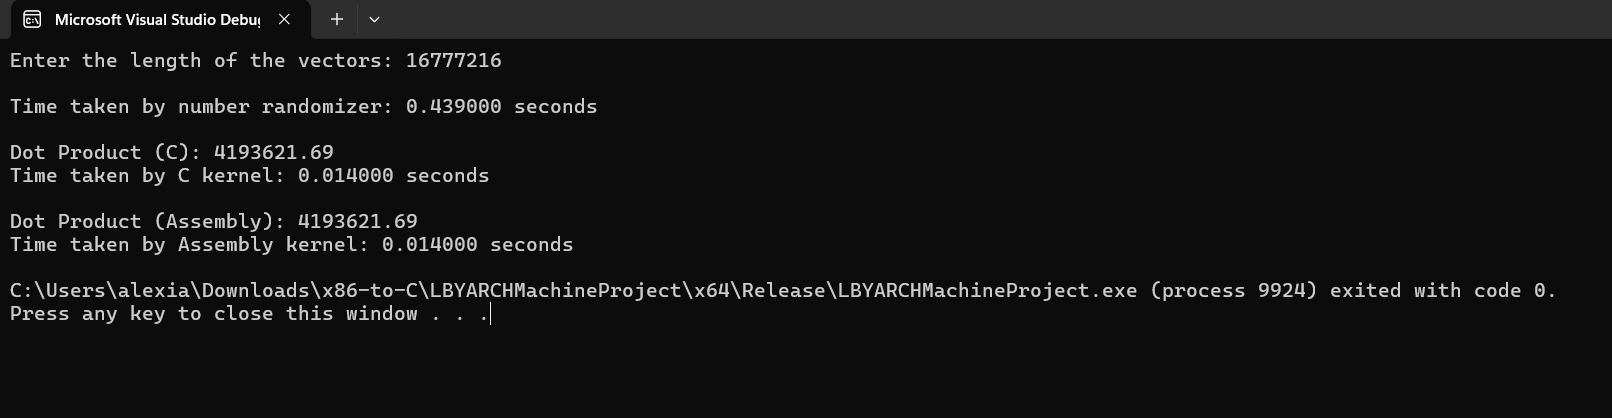 Microsoft Visual Studio Debu
Enter the length of the vectors: 16777216
Time taken by number randomizer: 0.439000 seconds
Dot Product (C): 4193621.69
Time taken by C kernel: 0.014000 seconds
Dot Product (Assembly): 4193621.69
Time taken by Assembly kernel: 0.014000 seconds
C:\Users\alexia\Downloads\x86-to-C\LBYARCHMachineProject\x64\Release\LBYARCHMachineProject.exe (process 9924) exited with code 0.
Press any key to close this window . . .